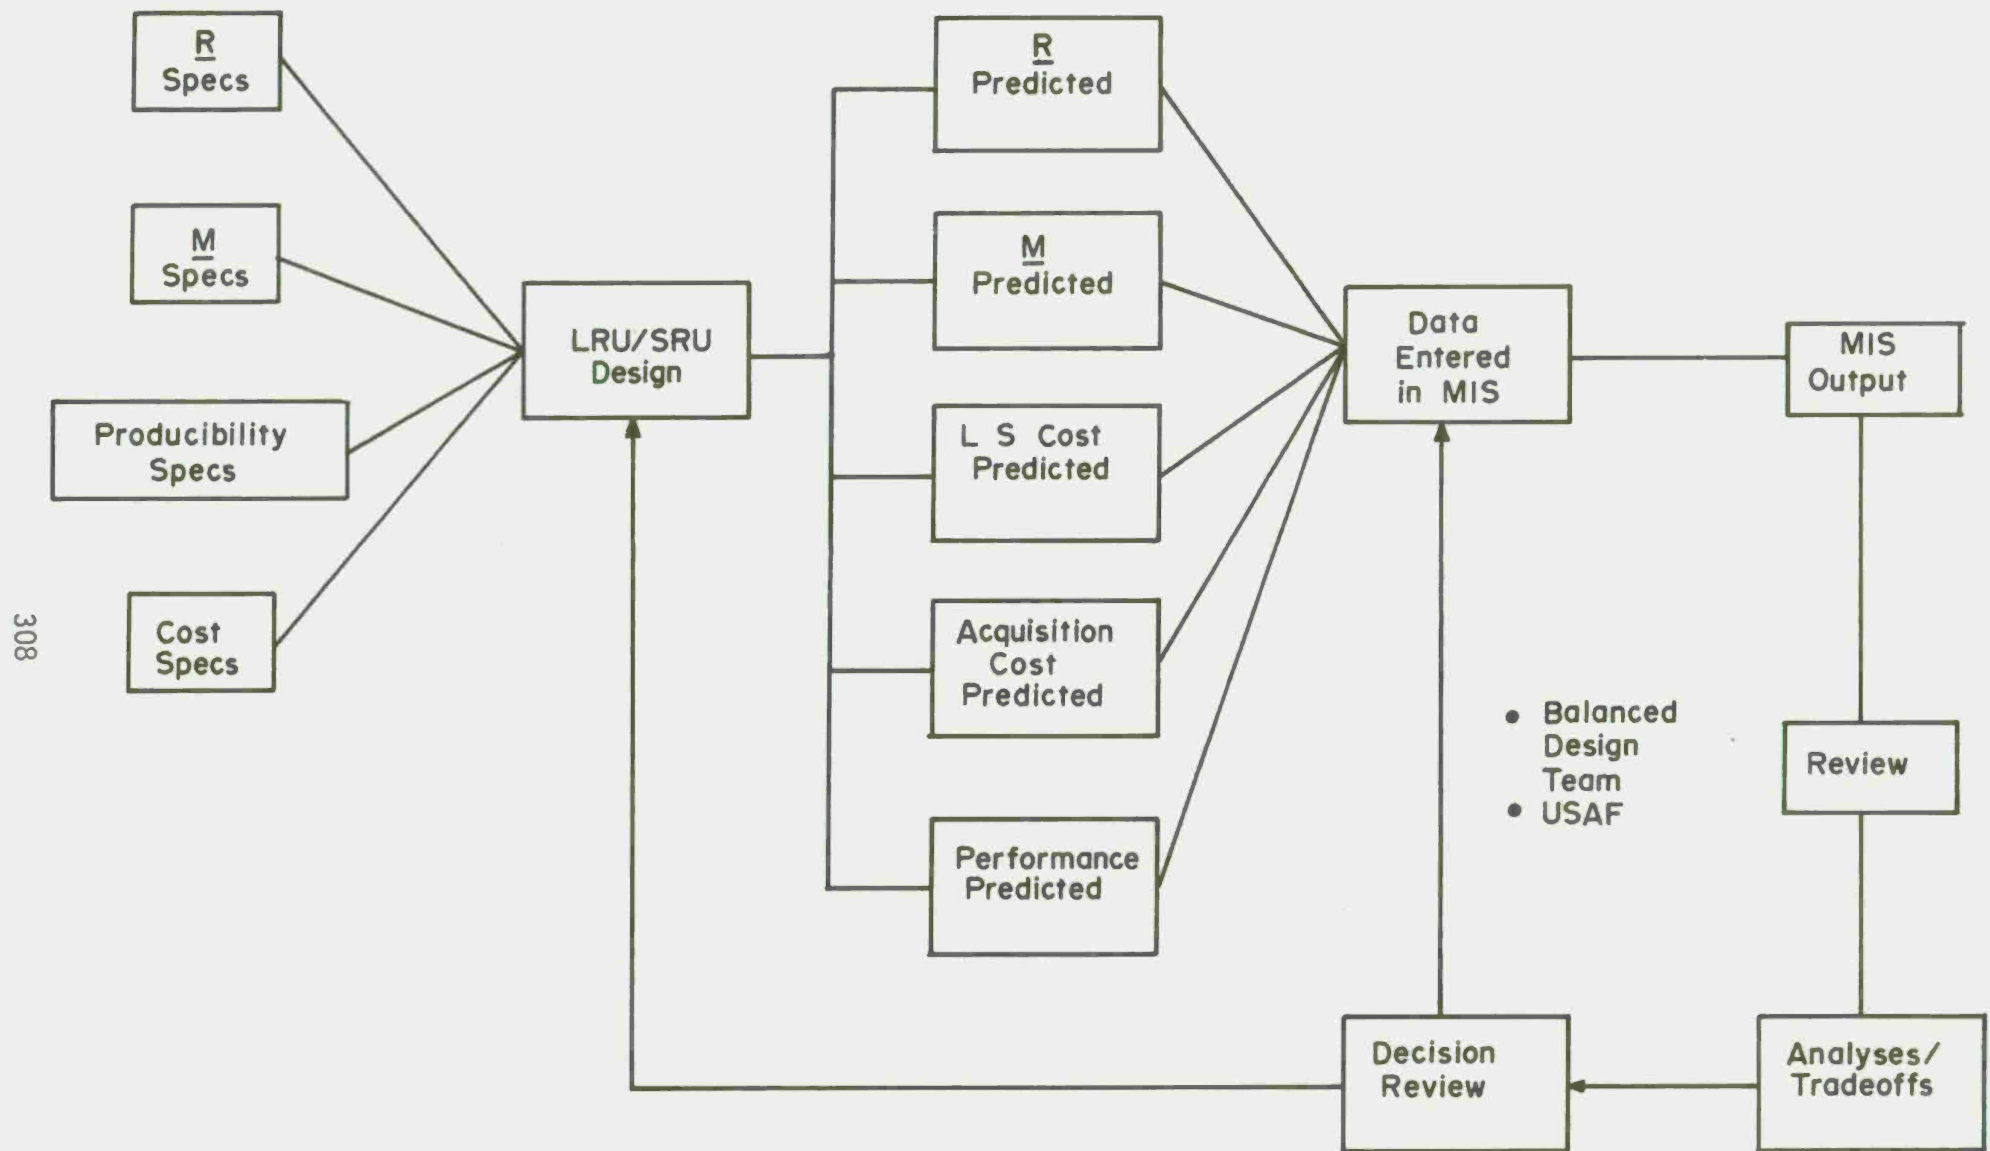 R
Specs
M
Specs
Producibility
Specs
Cost
Specs
LRU/SRU
Design
R
Predicted
M
Predicted
L S Cost
Predicted
Acquisition
Cost
Predicted
Performance
Predicted
Data
Entered
in MIS
MIS
Output
• Balanced
Design
Team
• USAF
Review
Decision
Review
Analyses/
Tradeoffs
308